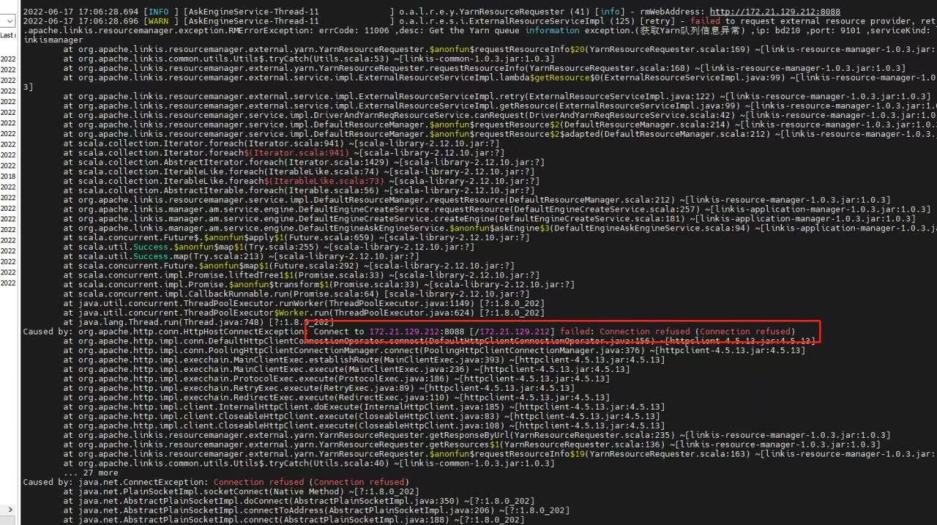 Last
2022
2022
2022
2022
2022
2022
2022
2022
2022
2022
2022
2018
2022
2022
2022
2022
2022
2022
2022
2022
2022
2022
2022-06-17 17:06:28.694 [INFO ] [AskEngineService-Thread-11 ] o.a.l.r.e.y.YarnResourceRequester (41) [info] - rmWebAddress: http://172.21.129.212:8088
2022-06-17 17:06:28.696 [WARN ] [AskEngineService-Thread-11 ] o.a.l.r.e.s.i.ExternalResourceServiceImpl (125) [retry] - failed to request external resource provider, ret
.apache.linkis.resourcemanager.exception.RMErrorException: errCode: 11006 ,desc: Get the Yarn queue information exception.(获取Yarn队列信息异常) ,ip: bd210 ,port: 9101 ,serviceKind:
inkismanager
at org.apache.linkis.resourcemanager.external.yarn.YarnResourceRequester.$anonfun$requestResourceInfo$20(YarnResourceRequester.scala:169) ~[linkis-resource-manager-1.0.3.jar:
at org.apache.linkis.common.utils.Utils$.tryCatch(Utils.scala:53) ~[linkis-common-1.0.3.jar:1.0.3]
at org.apache.linkis.resourcemanager.external.yarn.YarnResourceRequester.requestResourceInfo(YarnResourceRequester.scala:168) ~[linkis-resource-manager-1.0.3.jar:1.0.3]
at org.apache.linkis.resourcemanager.external.service.impl.ExternalResourceServiceImpl.lambda$getResource$0(ExternalResourceServiceImpl.java:99) ~[linkis-resource-manager-1.0.
3]
at org.apache.linkis.resourcemanager.external.service.impl.ExternalResourceServiceImpl.retry(ExternalResourceServiceImpl.java:122) ~[linkis-resource-manager-1.0.3.jar:1.0.3]
at org.apache.linkis.resourcemanager.external.service.impl.ExternalResourceServiceImpl.getResource(ExternalResourceServiceImpl.java:99) ~[linkis-resource-manager-1.0.3.jar:1.0
at org.apache.linkis.resourcemanager.service.impl.DriverAndYarnReqResourceService.canRequest(DriverAndYarnReqResourceService.scala:42) ~[linkis-resource-manager-1.0.3.jar:1.0.
at org.apache.linkis.resourcemanager.service.impl.DefaultResourceManager.$anonfun$requestResource$2(DefaultResourceManager.scala:214) ~[linkis-resource-manager-1.0.3.jar:1.0.3
at org.apache.linkis.resourcemanager.service.impl.DefaultResourceManager.$anonfun$requestResource$2$adapted(DefaultResourceManager.scala:212) ~[linkis-resource-manager-1.0.3.j
at scala.collection.Iterator.foreach(Iterator.scala:941) ~[scala-library-2.12.10.jar:?]
at scala.collection.Iterator.foreach$(Iterator.scala:941) ~[scala-library-2.12.10.jar:?]
at scala.collection.AbstractIterator.foreach(Iterator.scala:1429) ~[scala-library-2.12.10.jar:?]
at scala.collection.IterableLike.foreach(IterableLike.scala:74) ~[scala-library-2.12.10.jar:?]
at scala.collection.IterableLike.foreach$(IterableLike.scala:73) ~[scala-library-2.12.10.jar:?]
at scala.collection.AbstractIterable.foreach(Iterable.scala:56) ~[scala-library-2.12.10.jar:?]
at org.apache.linkis.resourcemanager.service.impl.DefaultResourceManager.requestResource(DefaultResourceManager.scala:212) ~[linkis-resource-manager-1.0.3.jar:1.0.3]
at org.apache.linkis.manager.am.service.engine.DefaultEngineCreateService.requestResource(DefaultEngineCreateService.scala:257) ~[linkis-application-manager-1.0.3.jar:1.0.3]
at org.apache.linkis.manager.am.service.engine.DefaultEngineCreateService.createEngine(DefaultEngineCreateService.scala:181) ~[linkis-application-manager-1.0.3.jar:1.0.3]
at org.apache.linkis.manager.am.service.engine.DefaultEngineAskEngineService.$anonfun$askEngine$3(DefaultEngineAskEngineService.scala:94) ~[linkis-application-manager-1.0.3.ja
at scala.concurrent.Future$.$anonfun$apply$1(Future.scala:659) ~[scala-library-2.12.10.jar:?]
at scala.util.Success.$anonfun$map$1(Try.scala:255) ~[scala-library-2.12.10.jar:?]
at scala.util.Success.map(Try.scala:213) ~[scala-library-2.12.10.jar:?]
at scala.concurrent.Future.$anonfun$map$1(Future.scala:292) ~[scala-library-2.12.10.jar:?]
at scala.concurrent.impl.Promise.liftedTree1$1(Promise.scala:33) ~[scala-library-2.12.10.jar:?]
at scala.concurrent.impl.Promise.$anonfun$transform$1(Promise.scala:33) ~[scala-library-2.12.10.jar:?]
at scala.concurrent.impl.CallbackRunnable.run(Promise.scala:64) [scala-library-2.12.10.jar:?]
at java.util.concurrent.ThreadPoolExecutor.runWorker(ThreadPoolExecutor.java:1149) [?:1.8.0_202]
at java.util.concurrent.ThreadPoolExecutor$Worker.run(ThreadPoolExecutor.java:624) [?:1.8.0_202]
at java.lang.Thread.run(Thread.java:748) [?:1.8.0_202]
Caused by: org.apache.http.conn.HttpHostConnectException: Connect to 172.21.129.212:8088 [/172.21.129.212] failed: Connection refused (Connection refused)
at org.apache.http.impl.conn.DefaultHttpClientConnectionOperator.connect(DefaultHttpClientConnectionOperator.java:156) ~[httpclient-4.5.13.jar:4.5.13]
at org.apache.http.impl.conn.PoolingHttpClientConnectionManager.connect(PoolingHttpClientConnectionManager.java:376) ~[httpclient-4.5.13.jar:4.5.13]
at org.apache.http.impl.execchain.MainClientExec.establishRoute(MainClientExec.java:393) ~[httpclient-4.5.13.jar:4.5.13]
at org.apache.http.impl.execchain.MainClientExec.execute(MainClientExec.java:236) ~[httpclient-4.5.13.jar:4.5.13]
at org.apache.http.impl.execchain.ProtocolExec.execute(ProtocolExec.java:186) ~[httpclient-4.5.13.jar:4.5.13]
at org.apache.http.impl.execchain.RetryExec.execute(RetryExec.java:89) ~[httpclient-4.5.13.jar:4.5.13]
at org.apache.http.impl.execchain.RedirectExec.execute(RedirectExec.java:110) ~[httpclient-4.5.13.jar:4.5.13]
at org.apache.http.impl.client.InternalHttpClient.doExecute(InternalHttpClient.java:185) ~[httpclient-4.5.13.jar:4.5.13]
at org.apache.http.impl.client.CloseableHttpClient.execute(CloseableHttpClient.java:83) ~[httpclient-4.5.13.jar:4.5.13]
at org.apache.http.impl.client.CloseableHttpClient.execute(CloseableHttpClient.java:108) ~[httpclient-4.5.13.jar:4.5.13]
at org.apache.linkis.resourcemanager.external.yarn.YarnResourceRequester.getResponseByUrl(YarnResourceRequester.scala:235) ~[linkis-resource-manager-1.0.3.jar:1.0.3]
at org.apache.linkis.resourcemanager.external.yarn.YarnResourceRequester.getResources$1(YarnResourceRequester.scala:136) ~[linkis-resource-manager-1.0.3.jar:1.0.3]
at org.apache.linkis.resourcemanager.external.yarn.YarnResourceRequester.$anonfun$requestResourceInfo$19(YarnResourceRequester.scala:163) ~[linkis-resource-manager-1.0.3.jar:
at org.apache.linkis.common.utils.Utils$.tryCatch(Utils.scala:40) ~[linkis-common-1.0.3.jar:1.0.3]
... 27 more
Caused by: java.net.ConnectException: Connection refused (Connection refused)
at java.net.PlainSocketImpl.socketConnect(Native Method) ~[?:1.8.0_202]
at java.net.AbstractPlainSocketImpl.doConnect(AbstractPlainSocketImpl.java:350) ~[?:1.8.0_202]
at java.net.AbstractPlainSocketImpl.connectToAddress(AbstractPlainSocketImpl.java:206) ~[?:1.8.0_202]
at java.net.AbstractPlainSocketImpl.connect(AbstractPlainSocketImpl.java:188) ~[?:1.8.0_202]